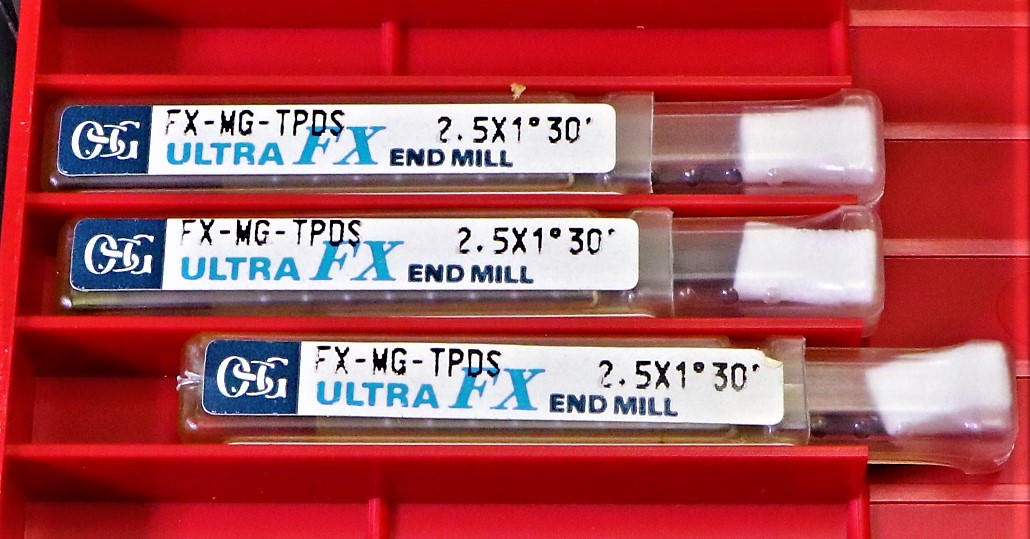 OSG FX-MG-TPDS 2.5X1°30'
ULTRA FX END MILL
OSG FX-MG-TPDS 2.5X1°30'
ULTRA FX END MILL
OSG FX-MG-TPDS 2.5X1°30'
ULTRA FX END MILL